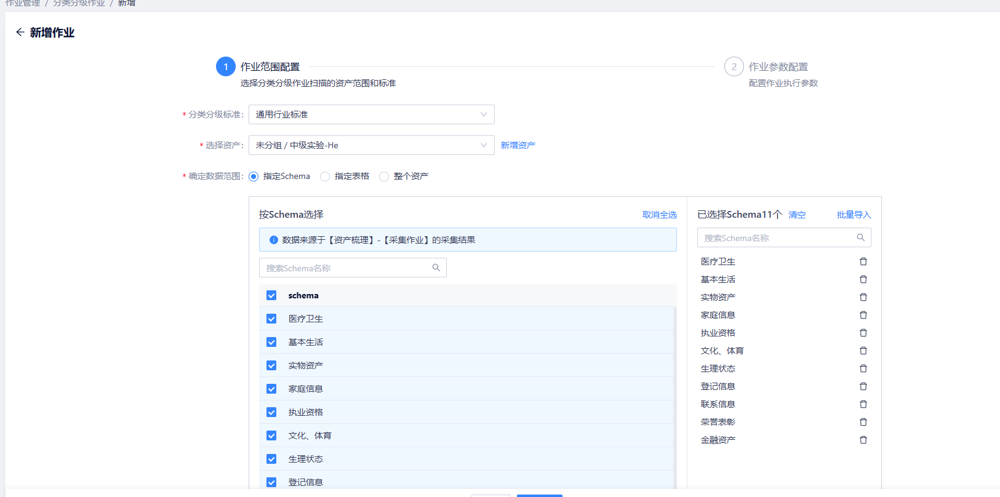 作业管理 / 分类分级作业 / 新增
新增作业
1 作业范围配置
选择分类分级作业扫描的资产范围和标准
2 作业参数配置
配置作业执行参数
* 分类分级标准: 通用行业标准
* 选择资产: 未分组 / 中级实验-He 新增资产
* 确定数据范围: 指定Schema 指定表格 整个资产
按Schema选择 取消全选
数据来源于【资产梳理】-【采集作业】的采集结果
搜索Schema名称
schema
医疗卫生
基本生活
实物资产
家庭信息
执业资格
文化、体育
生理状态
登记信息
已选择Schema11个 清空 批量导入
搜索Schema名称
医疗卫生
基本生活
实物资产
家庭信息
执业资格
文化、体育
生理状态
登记信息
联系信息
荣誉表彰
金融资产